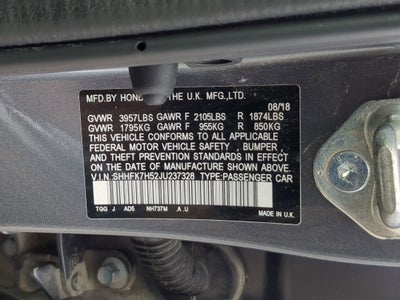 MFD.BY HONDA OF THE U.K. MFG.,LTD.
08/18
GVWR 3957LBS GAWR F 2105LBS R 1874LBS
GVWR 1795KG GAWR F 955KG R 850KG
THIS VEHICLE CONFORMS TO ALL APPLICABLE
FEDERAL MOTOR VEHICLE SAFETY , BUMPER ,
AND THEFT PREVENTION STANDARDS IN
EFFECT ON THE DATE OF
MANUFACTURE SHOWN ABOVE.
V.I.N.:SHHFK7H52JU237328 TYPE:PASSENGER CAR
TGG J AD5 NH737M .A .U
MADE IN U.K.